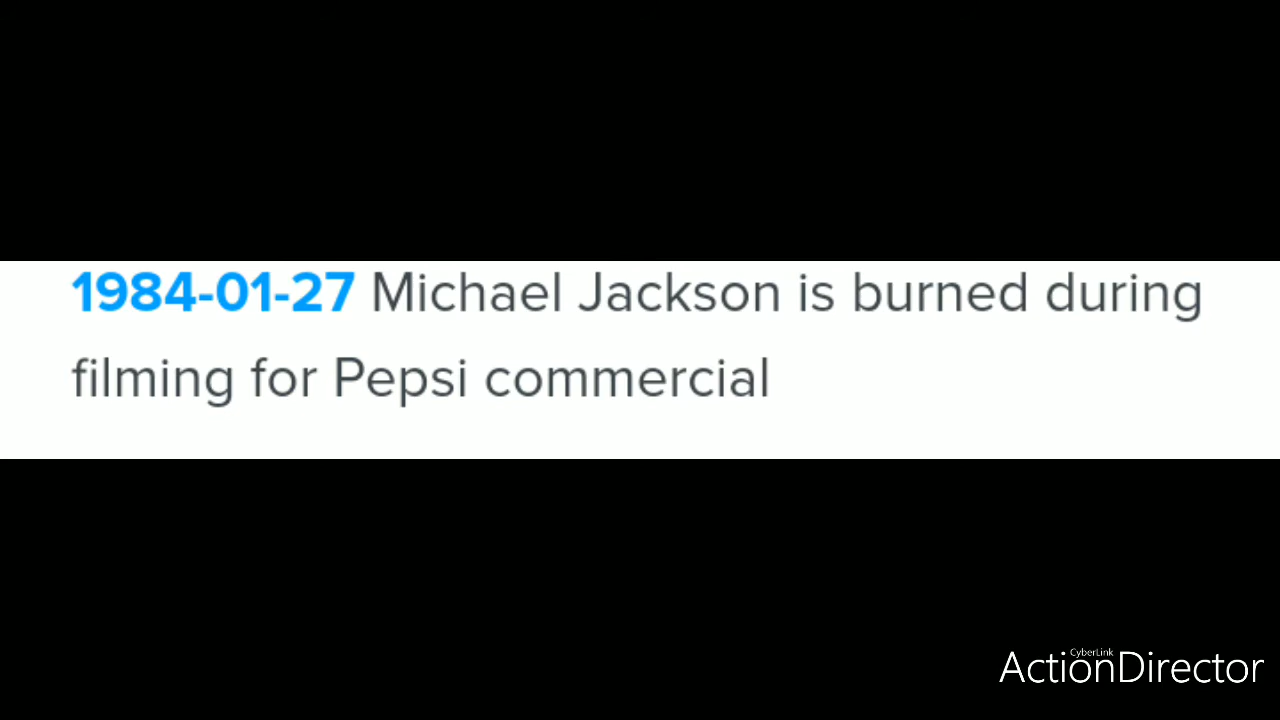 1984-01-27 Michael Jackson is burned during
filming for Pepsi commercial
CyberLink
ActionDirector